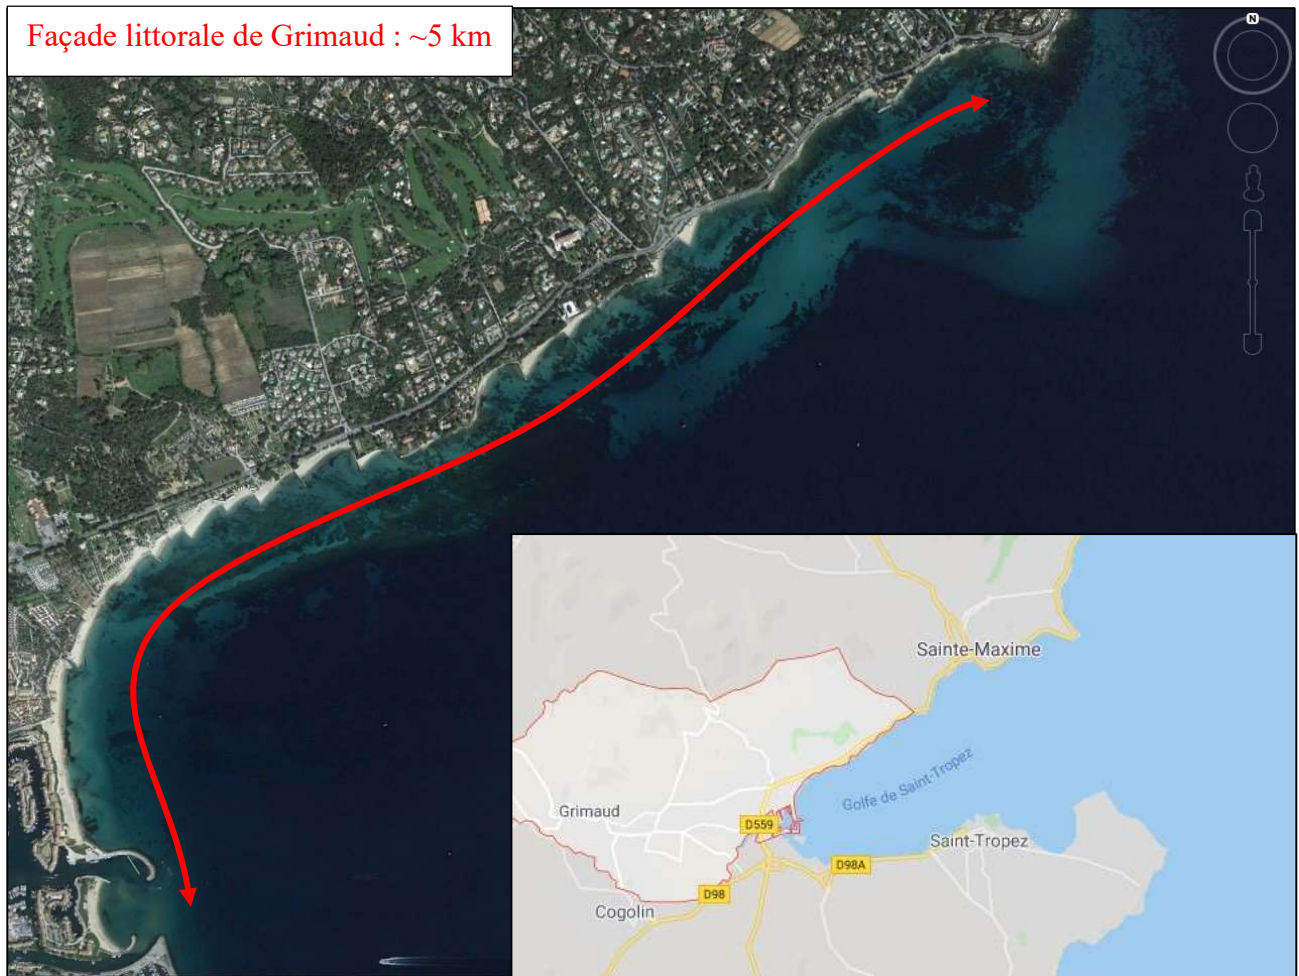 Façade littorale de Grimaud : ~5 km
N
Sainte-Maxime
Golfe de Saint-Tropez
Grimaud
D559
Saint-Tropez
D98A
D98
Cogolin